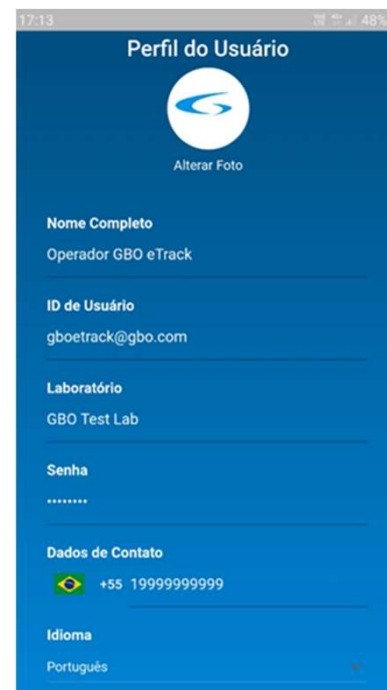 17:13
48%
Perfil do Usuário
Alterar Foto
Nome Completo
Operador GBO eTrack
ID de Usuário
gboetrack@gbo.com
Laboratório
GBO Test Lab
Senha
••••••••
Dados de Contato
+55 19999999999
Idioma
Português